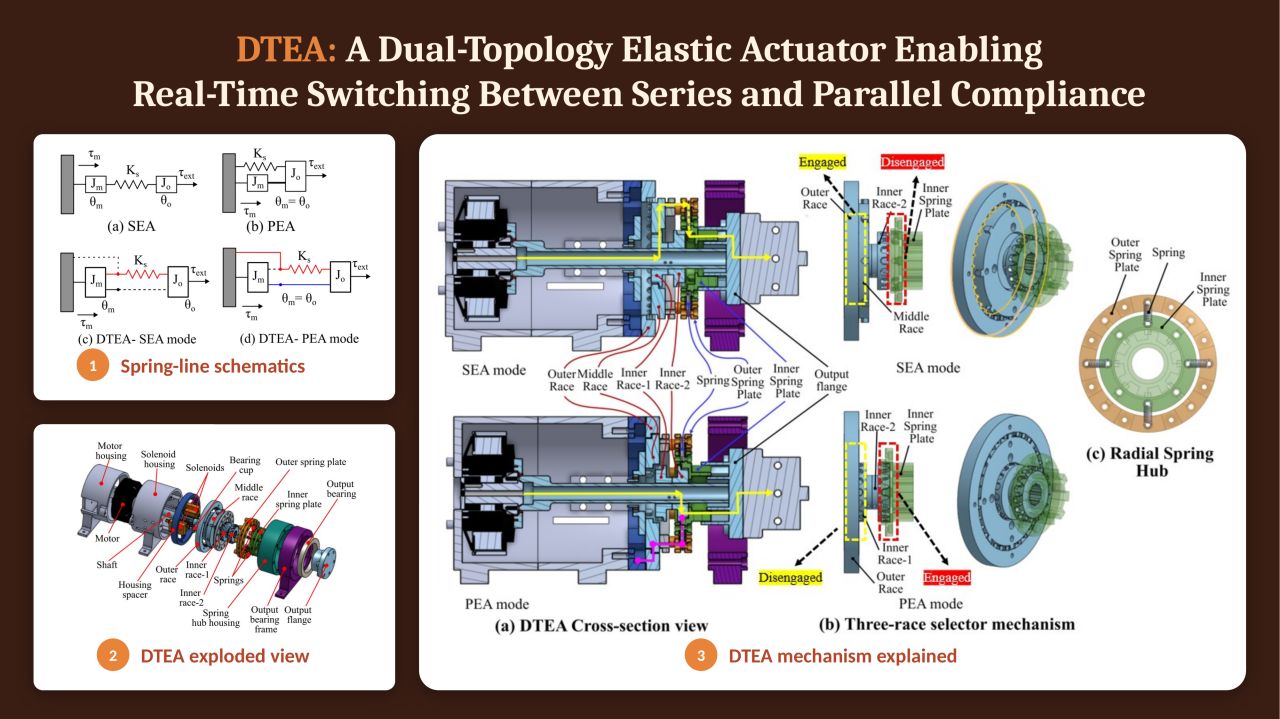 DTEA: A Dual-Topology Elastic Actuator Enabling
Real-Time Switching Between Series and Parallel Compliance
τm
Ks
Jm
Jo
τext
θm
θo
(a) SEA
Ks
Jm
Jo
τext
τm
θm= θo
(b) PEA
Ks
Jm
Jo
τext
θm
θo
τm
(c) DTEA- SEA mode
Ks
Jm
Jo
τext
θm= θo
τm
(d) DTEA- PEA mode
1 Spring-line schematics
Motor housing
Solenoid housing
Solenoids
Bearing cup
Outer spring plate
Middle race
Inner spring plate
Output bearing
Motor
Shaft
Housing spacer
Outer race
Inner race-1
Inner race-2
Springs
Spring hub housing
Output bearing frame
Output flange
2 DTEA exploded view
SEA mode
Outer Race
Middle Race
Inner Race-1
Inner Race-2
Spring
Outer Spring Plate
Inner Spring Plate
Output flange
PEA mode
(a) DTEA Cross-section view
Engaged
Disengaged
Outer Race
Inner Race-2
Inner Spring Plate
Middle Race
SEA mode
Inner Race-2
Inner Spring Plate
Inner Race-1
Outer Race
Disengaged
Engaged
PEA mode
(b) Three-race selector mechanism
Outer Spring Plate
Spring
Inner Spring Plate
(c) Radial Spring
Hub
3 DTEA mechanism explained